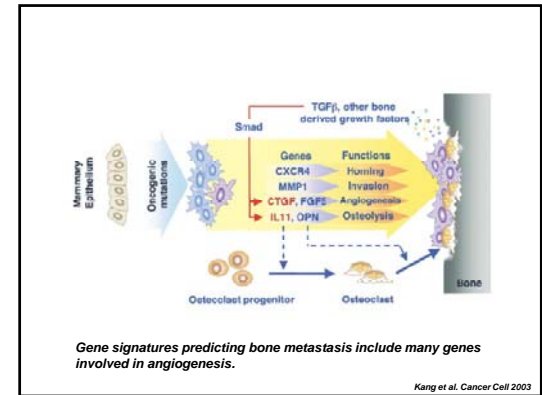 TGFβ, other bone
derived growth factors
Smad
Mammary
Epithelium
Oncogenic
mutations
Genes Functions
CXCR4 Homing
MMP1 Invasion
CTGF, FGF5 Angiogenesis
IL11, OPN Osteolysis
Osteoclast progenitor
Osteoclast
Bone
Gene signatures predicting bone metastasis include many genes
involved in angiogenesis.
Kang et al. Cancer Cell 2003